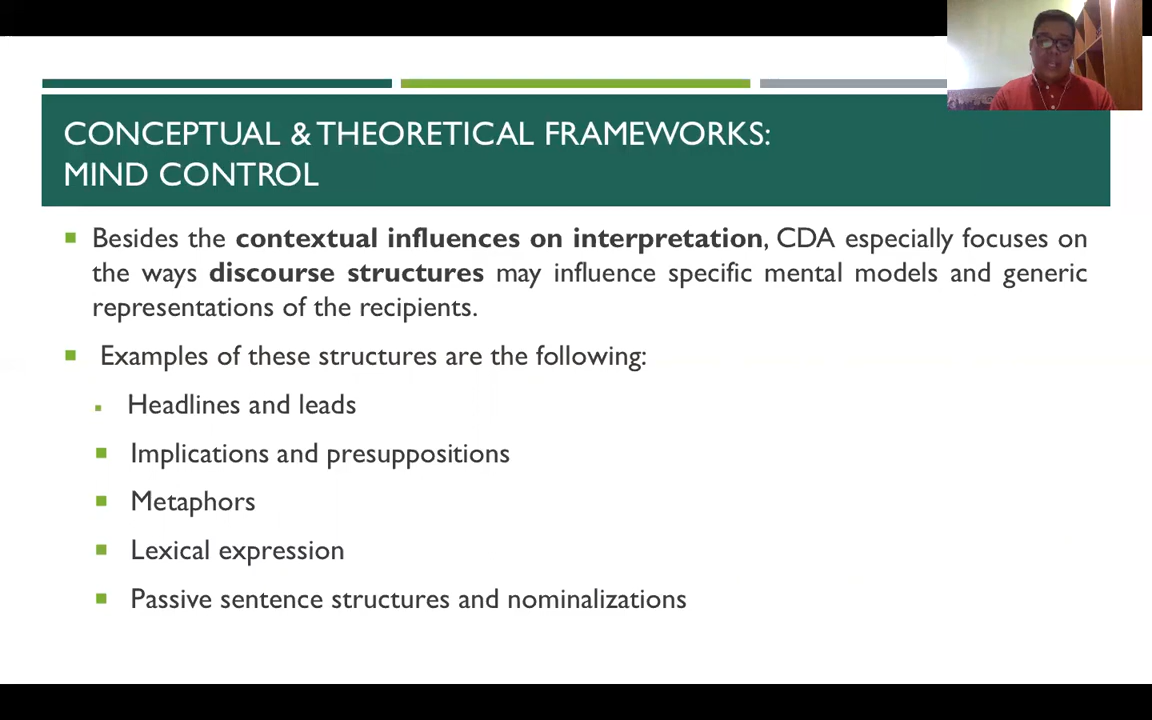 CONCEPTUAL & THEORETICAL FRAMEWORKS:
MIND CONTROL
Besides the contextual influences on interpretation, CDA especially focuses on
the ways discourse structures may influence specific mental models and generic
representations of the recipients.
Examples of these structures are the following:
Headlines and leads
Implications and presuppositions
Metaphors
Lexical expression
Passive sentence structures and nominalizations